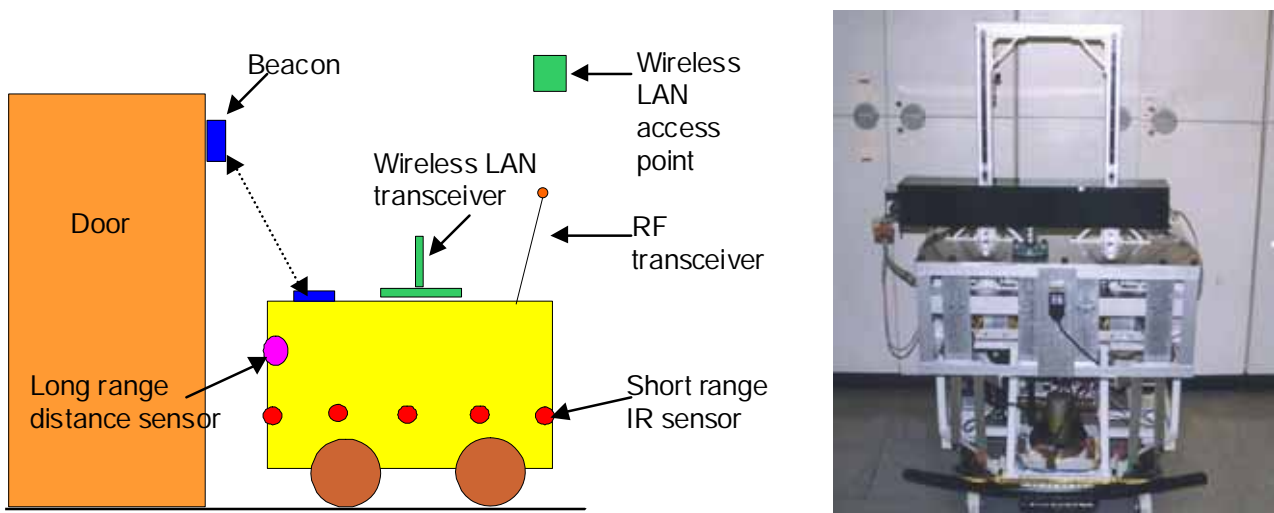 Beacon
Wireless
LAN
access
point
Wireless LAN
transceiver
Door
RF
transceiver
Long range
distance sensor
Short range
IR sensor